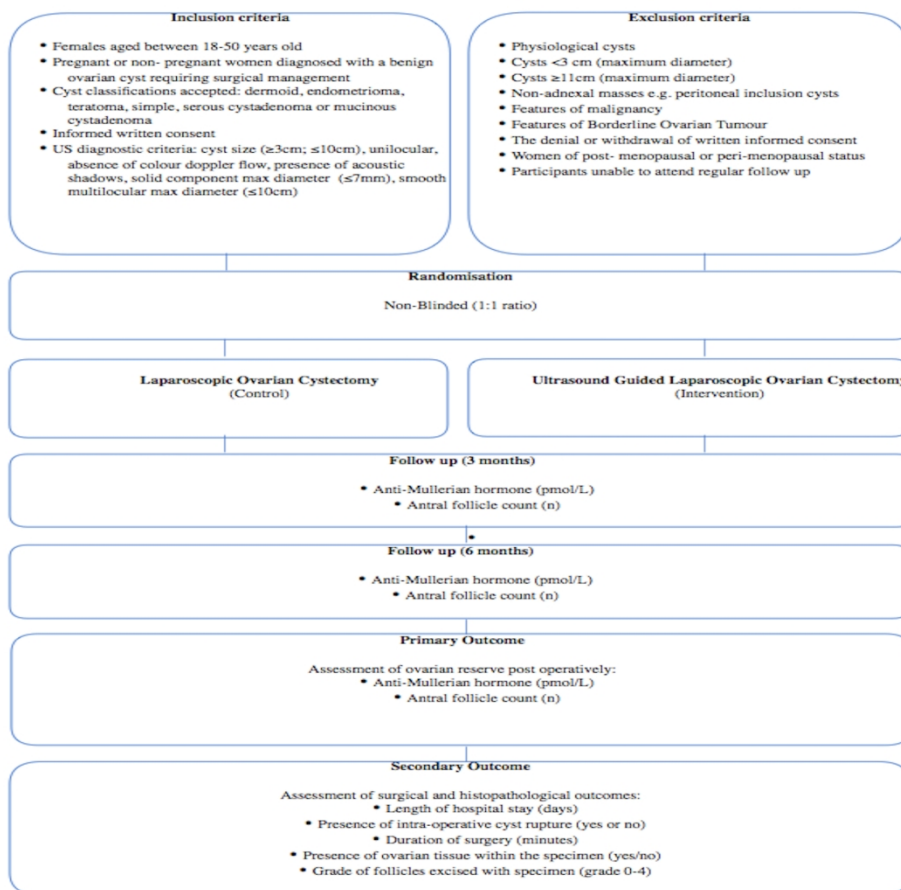 Inclusion criteria
• Females aged between 18-50 years old
• Pregnant or non- pregnant women diagnosed with a benign
ovarian cyst requiring surgical management
• Cyst classifications accepted: dermoid, endometrioma,
teratoma, simple, serous cystadenoma or mucinous
cystadenoma
• Informed written consent
• US diagnostic criteria: cyst size (≥3cm; ≤10cm), unilocular,
absence of colour doppler flow, presence of acoustic
shadows, solid component max diameter (≤7mm), smooth
multilocular max diameter (≤10cm)
Exclusion criteria
• Physiological cysts
• Cysts <3 cm (maximum diameter)
• Cysts ≥11cm (maximum diameter)
• Non-adnexal masses e.g. peritoneal inclusion cysts
• Features of malignancy
• Features of Borderline Ovarian Tumour
• The denial or withdrawal of written informed consent
• Women of post- menopausal or peri-menopausal status
• Participants unable to attend regular follow up
Randomisation
Non-Blinded (1:1 ratio)
Laparoscopic Ovarian Cystectomy
(Control)
Ultrasound Guided Laparoscopic Ovarian Cystectomy
(Intervention)
Follow up (3 months)
• Anti-Mullerian hormone (pmol/L)
• Antral follicle count (n)
•
Follow up (6 months)
• Anti-Mullerian hormone (pmol/L)
• Antral follicle count (n)
Primary Outcome
Assessment of ovarian reserve post operatively:
• Anti-Mullerian hormone (pmol/L)
• Antral follicle count (n)
Secondary Outcome
Assessment of surgical and histopathological outcomes:
• Length of hospital stay (days)
• Presence of intra-operative cyst rupture (yes or no)
• Duration of surgery (minutes)
• Presence of ovarian tissue within the specimen (yes/no)
• Grade of follicles excised with specimen (grade 0-4)